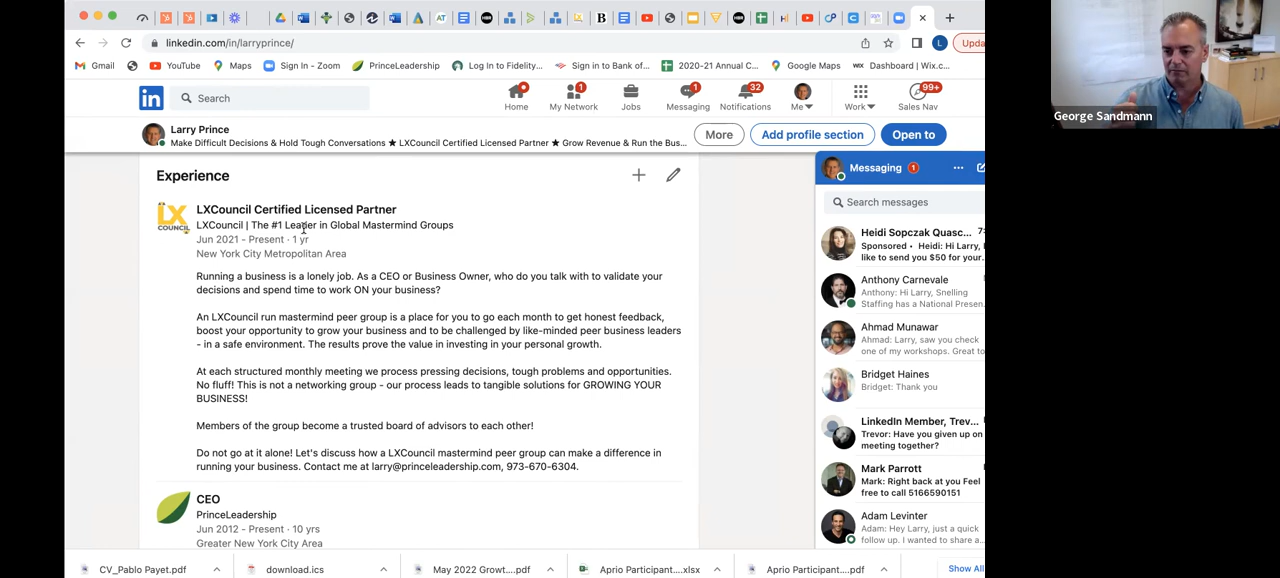 linkedin.com/in/larryprince/
L
Upda
Gmail
YouTube
Maps
Sign In - Zoom
PrinceLeadership
Log In to Fidelity...
Sign in to Bank of...
2020-21 Annual C...
Google Maps
WIX Dashboard | Wix.c...
in
Search
Home
1
My Network
Jobs
1
Messaging
32
Notifications
Me
Work
99+
Sales Nav
Larry Prince
Make Difficult Decisions & Hold Tough Conversations ★ LXCouncil Certified Licensed Partner ★ Grow Revenue & Run the Bus...
More
Add profile section
Open to
Experience
LX
COUNCIL
LXCouncil Certified Licensed Partner
LXCouncil | The #1 Leader in Global Mastermind Groups
Jun 2021 - Present · 1 yr
New York City Metropolitan Area
Running a business is a lonely job. As a CEO or Business Owner, who do you talk with to validate your
decisions and spend time to work ON your business?
An LXCouncil run mastermind peer group is a place for you to go each month to get honest feedback,
boost your opportunity to grow your business and to be challenged by like-minded peer business leaders
- in a safe environment. The results prove the value in investing in your personal growth.
At each structured monthly meeting we process pressing decisions, tough problems and opportunities.
No fluff! This is not a networking group - our process leads to tangible solutions for GROWING YOUR
BUSINESS!
Members of the group become a trusted board of advisors to each other!
Do not go at it alone! Let's discuss how a LXCouncil mastermind peer group can make a difference in
running your business. Contact me at larry@princeleadership.com, 973-670-6304.
CEO
PrinceLeadership
Jun 2012 - Present · 10 yrs
Greater New York City Area
Messaging 1
Search messages
Heidi Sopczak Quasc...
Sponsored • Heidi: Hi Larry,
like to send you $50 for your...
Anthony Carnevale
Anthony: Hi Larry, Snelling
Staffing has a National Presen.
Ahmad Munawar
Ahmad: Larry, saw you check
one of my workshops. Great to
Bridget Haines
Bridget: Thank you
LinkedIn Member, Trev...
Trevor: Have you given up on
meeting together?
Mark Parrott
Mark: Right back at you Feel
free to call 5166590151
Adam Levinter
Adam: Hey Larry, just a quick
follow up. I wanted to share a...
CV_Pablo Payet.pdf
download.ics
May 2022 Growt....pdf
Aprio Participant....xlsx
Aprio Participant....pdf
Show All
George Sandmann